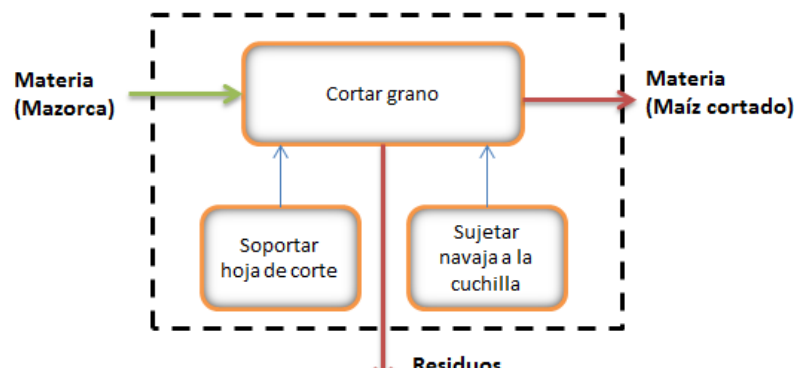 Materia
(Mazorca)
Cortar grano
Materia
(Maíz cortado)
Soportar
hoja de corte
Sujetar
navaja a la
cuchilla
Residuos